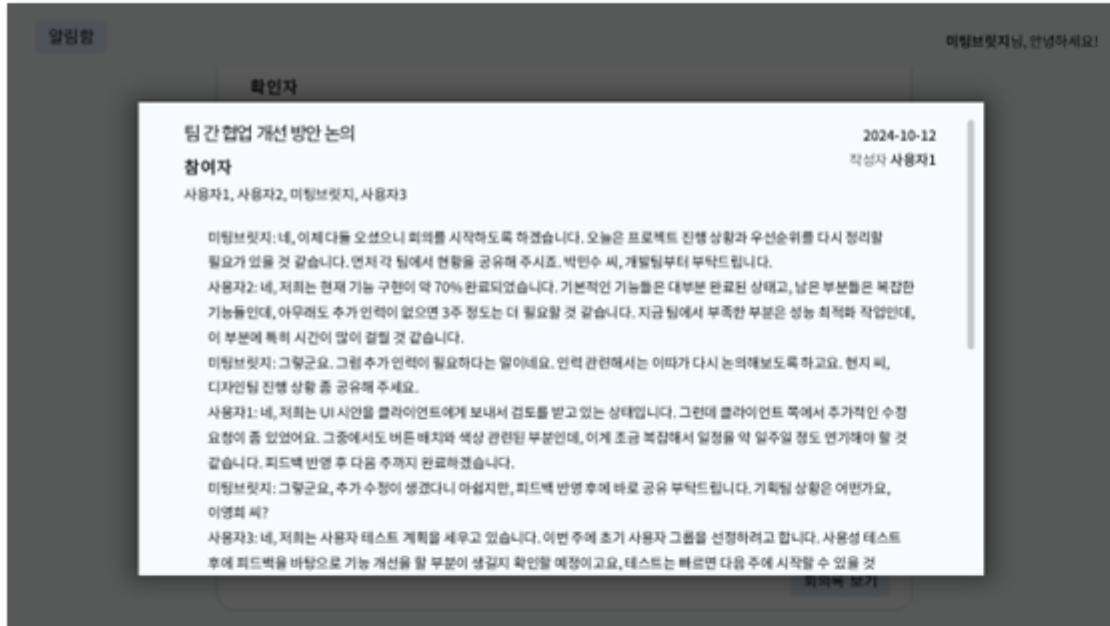 알림함
미팅브릿지님, 안녕하세요!
확인자
팀 간 협업 개선 방안 논의
2024-10-12
참여자
작성자 사용자1
사용자1, 사용자2, 미팅브릿지, 사용자3
미팅브릿지: 네, 이제 다들 오셨으니 회의를 시작하도록 하겠습니다. 오늘은 프로젝트 진행 상황과 우선순위를 다시 정리할
필요가 있을 것 같습니다. 먼저 각 팀에서 현황을 공유해 주시죠. 박민수 씨, 개발팀부터 부탁드립니다.
사용자2: 네, 저희는 현재 기능 구현이 약 70% 완료되었습니다. 기본적인 기능들은 대부분 완료된 상태고, 남은 부분들은 복잡한
기능들인데, 아무래도 추가 인력이 없으면 3주 정도는 더 필요할 것 같습니다. 지금 팀에서 부족한 부분은 성능 최적화 작업인데,
이 부분에 특히 시간이 많이 걸릴 것 같습니다.
미팅브릿지: 그렇군요. 그럼 추가 인력이 필요하다는 말이네요. 인력 관련해서는 이따가 다시 논의해보도록 하고요. 현지 씨,
디자인팀 진행 상황 좀 공유해 주세요.
사용자1: 네, 저희는 UI 시안을 클라이언트에게 보내서 검토를 받고 있는 상태입니다. 그런데 클라이언트 쪽에서 추가적인 수정
요청이 좀 있었어요. 그중에서도 버튼 배치와 색상 관련된 부분인데, 이게 조금 복잡해서 일정을 약 일주일 정도 연기해야 할 것
같습니다. 피드백 반영 후 다음 주까지 완료하겠습니다.
미팅브릿지: 그렇군요, 추가 수정이 생겼다니 아쉽지만, 피드백 반영 후에 바로 공유 부탁드립니다. 기획팀 상황은 어떤가요,
이영희 씨?
사용자3: 네, 저희는 사용자 테스트 계획을 세우고 있습니다. 이번 주에 초기 사용자 그룹을 선정하려고 합니다. 사용성 테스트
후에 피드백을 바탕으로 기능 개선을 할 부분이 생길지 확인할 예정이고요, 테스트는 빠르면 다음 주에 시작할 수 있을 것
회의록 보기